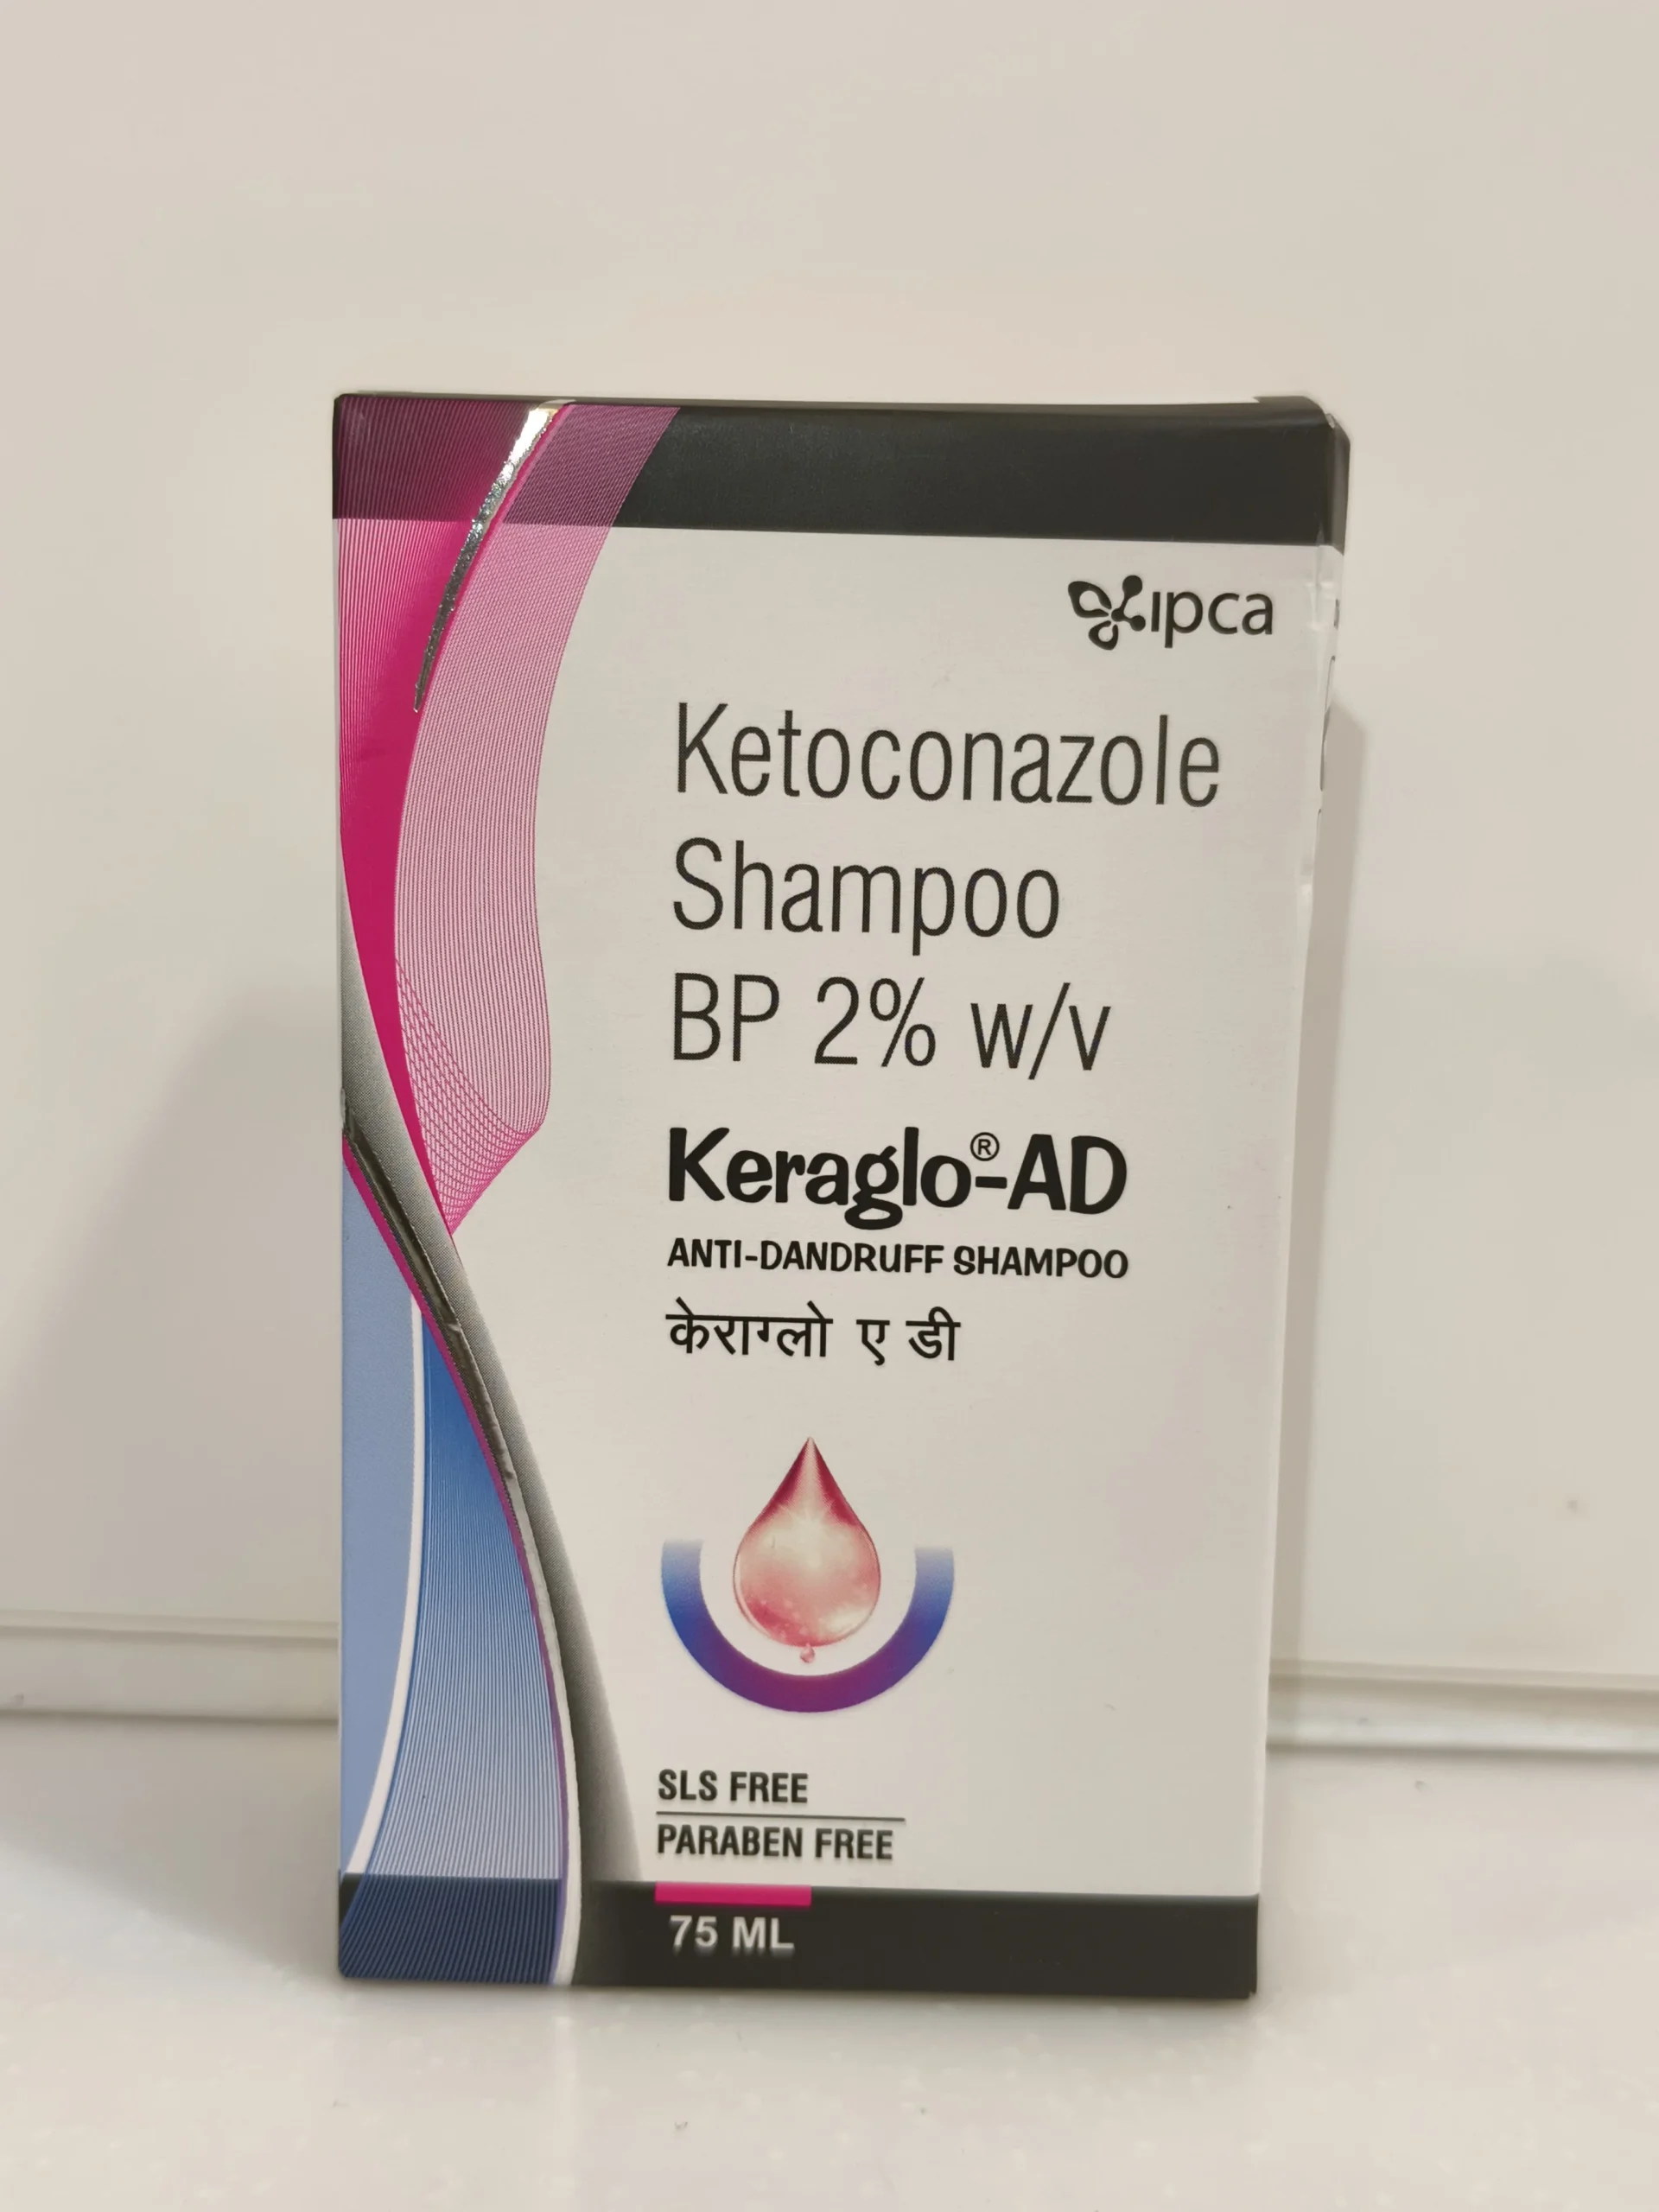 ipca
Ketoconazole
Shampoo
BP 2% w/v
Keraglo®-AD
ANTI-DANDRUFF SHAMPOO
केराग्लो ए डी
SLS FREE
PARABEN FREE
75 ML